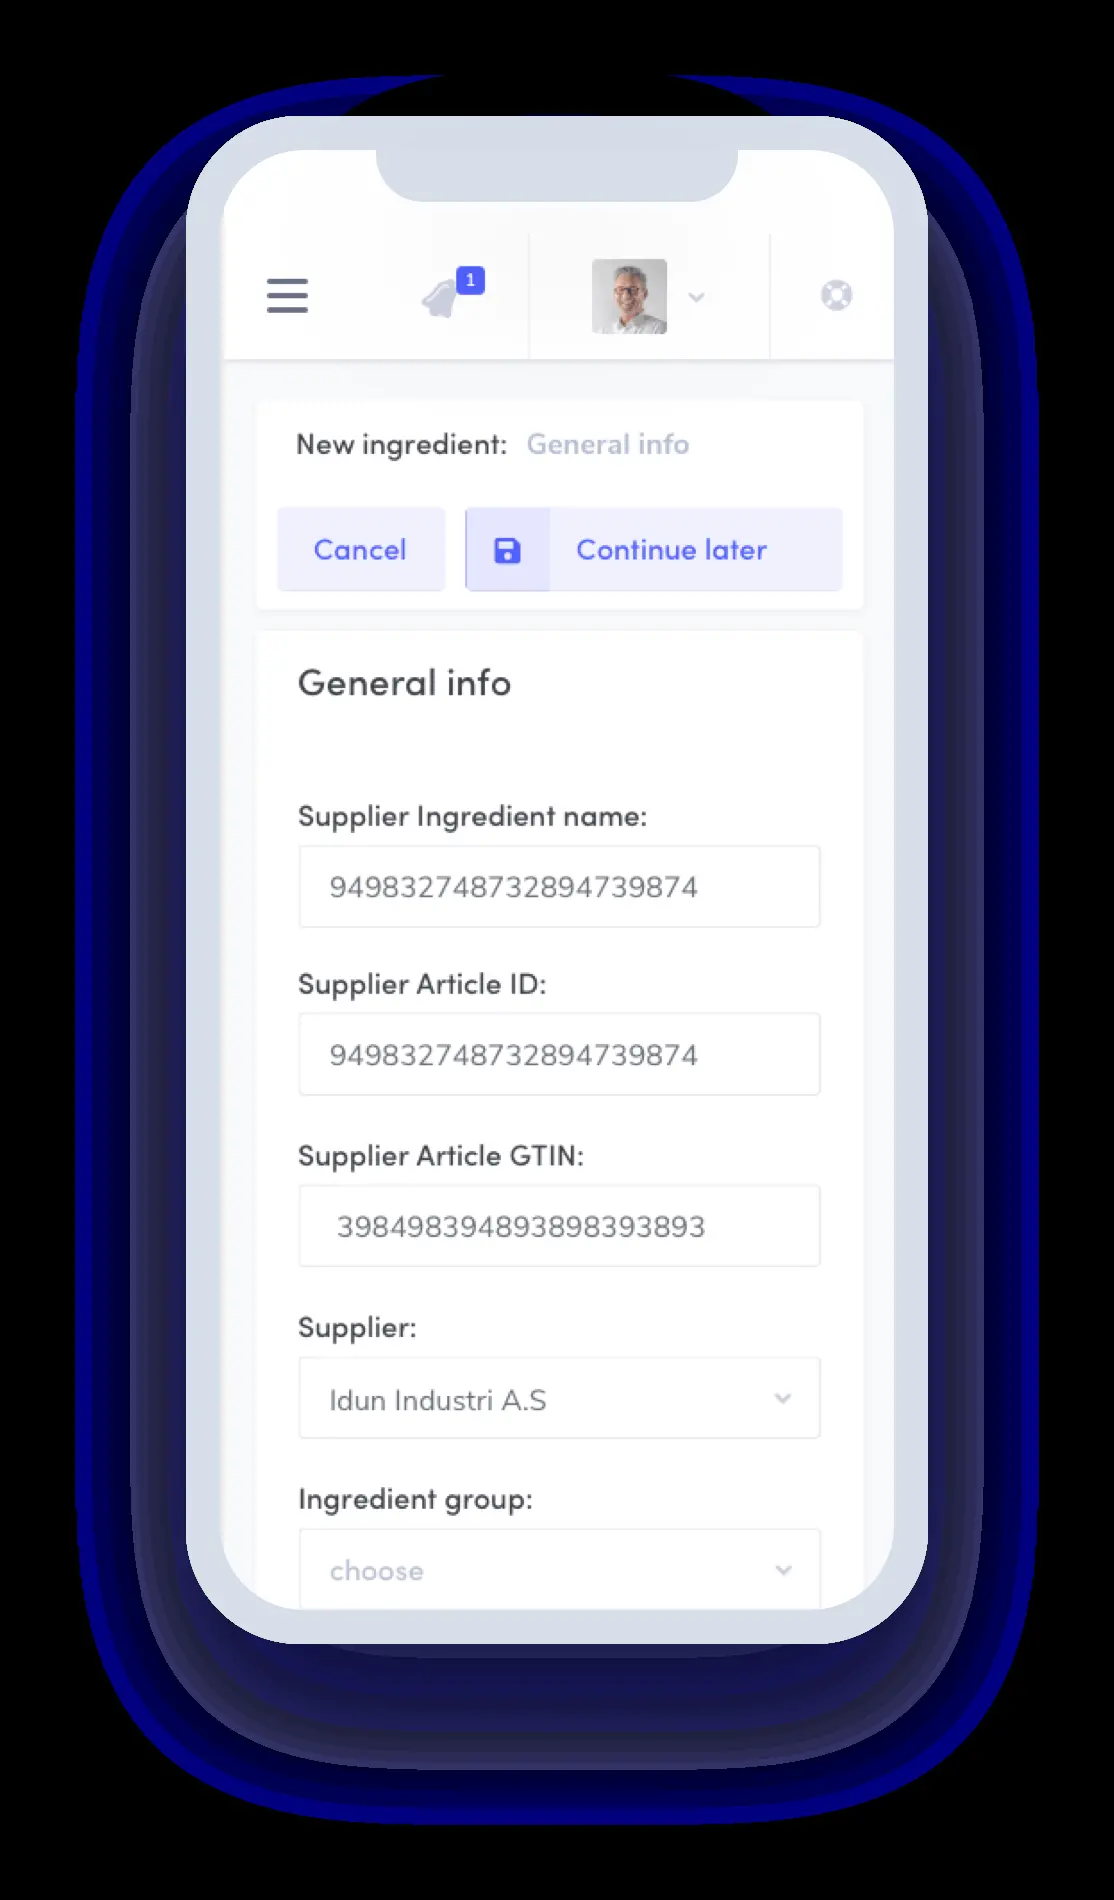 1
New ingredient: General info
Cancel
Continue later
General info
Supplier Ingredient name:
949832748732894739874
Supplier Article ID:
949832748732894739874
Supplier Article GTIN:
398498394893898393893
Supplier:
Idun Industri A.S
Ingredient group:
choose